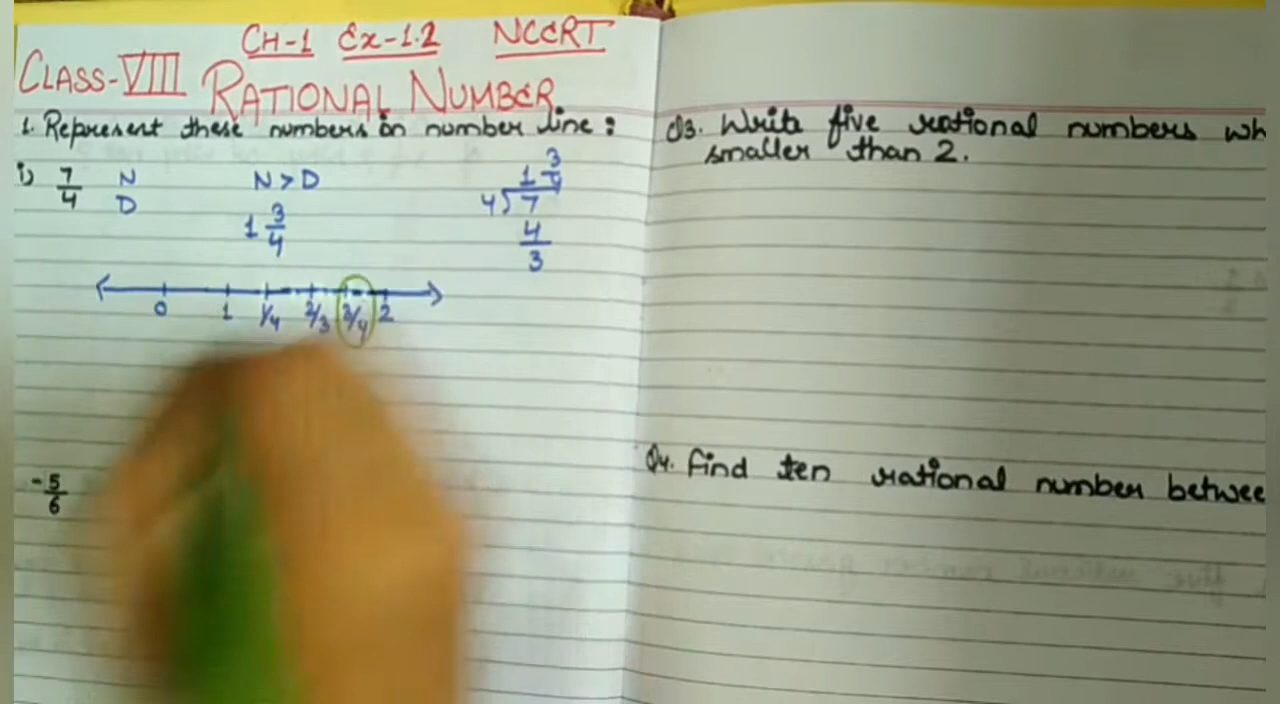 CH-1 Ex-1.2 NCERT
CLASS-VIII RATIONAL NUMBER
1. Represent these numbers on number line:
i) 7/4 N/D N > D
1 3/4
1 3/4
4) 7
4
3
0 1 1/4 2/3 3/4 2
-5/6
Q3. Write five rational numbers wh
smaller than 2.
Q4. Find ten rational number betwee